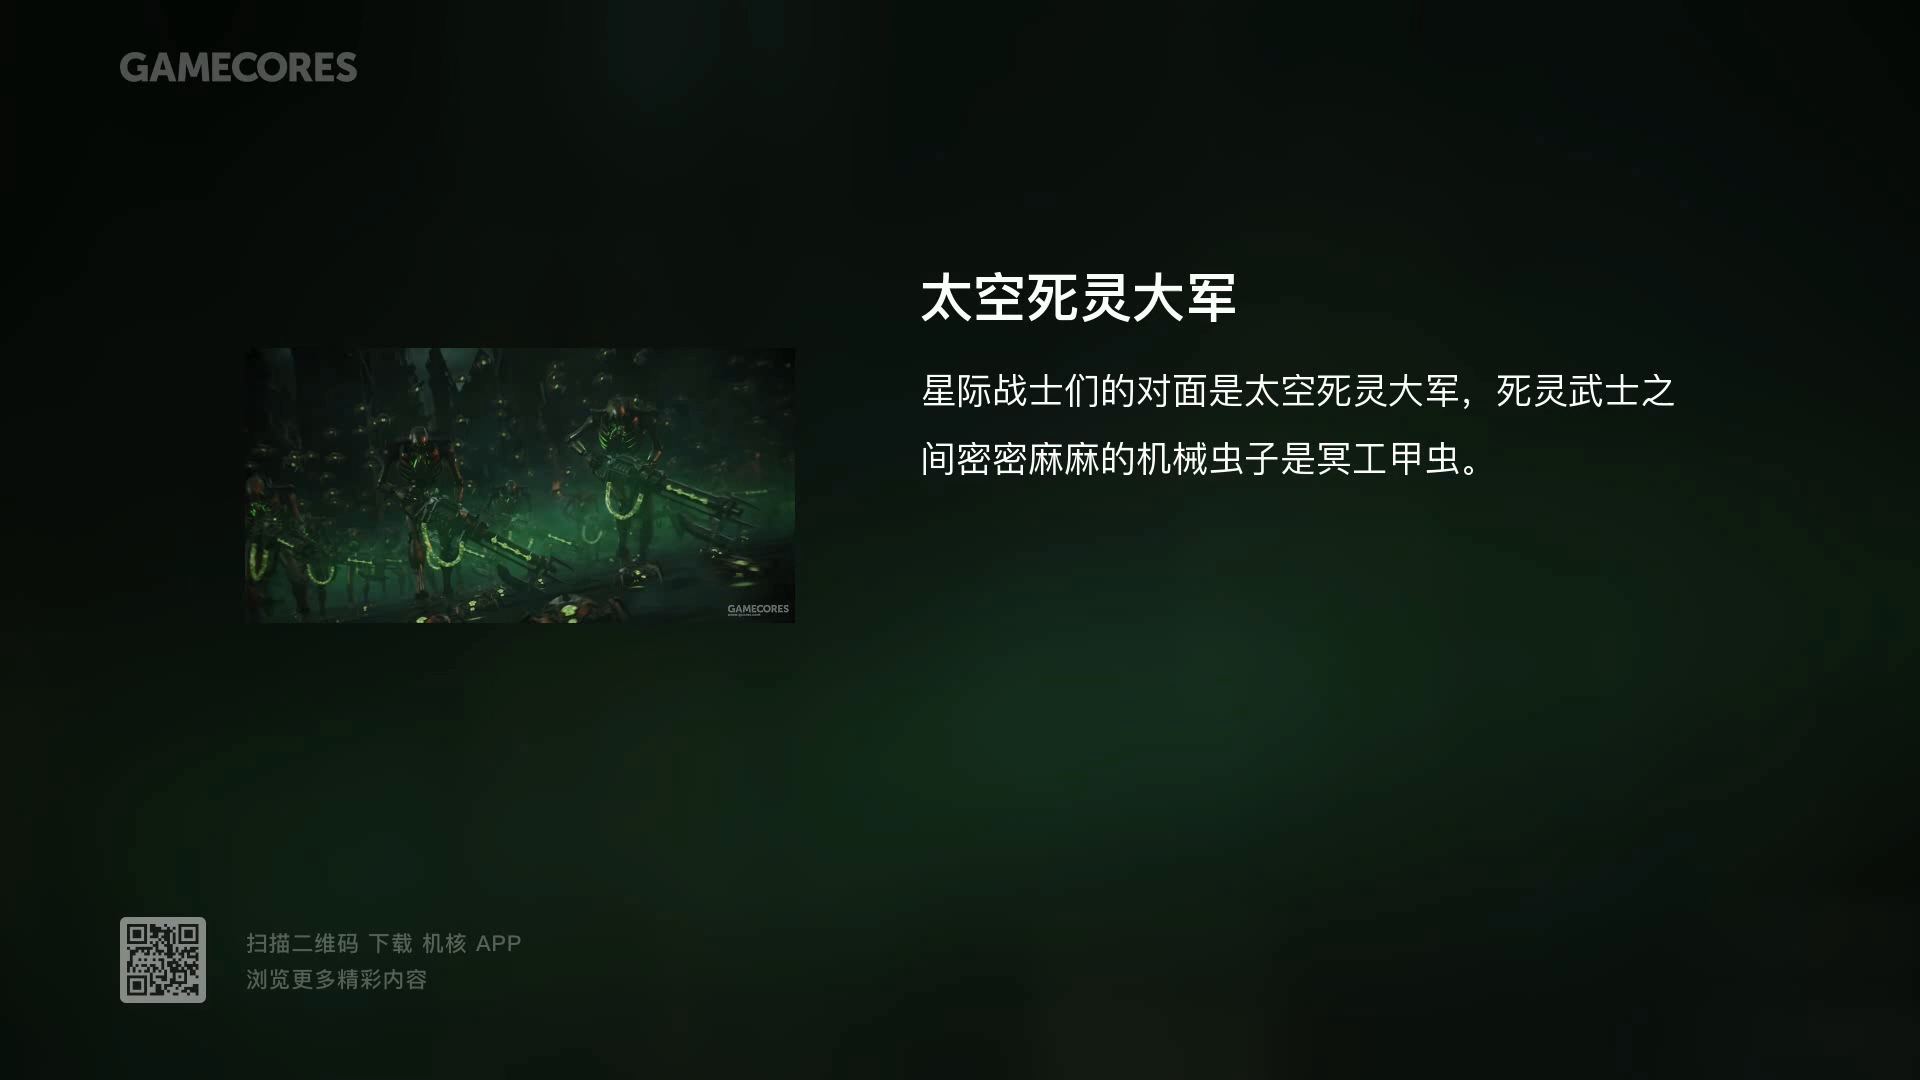 GAMECORES
太空死灵大军
星际战士们的对面是太空死灵大军，死灵武士之
间密密麻麻的机械虫子是冥工甲虫。
GAMECORES
扫描二维码 下载 机核 APP
浏览更多精彩内容